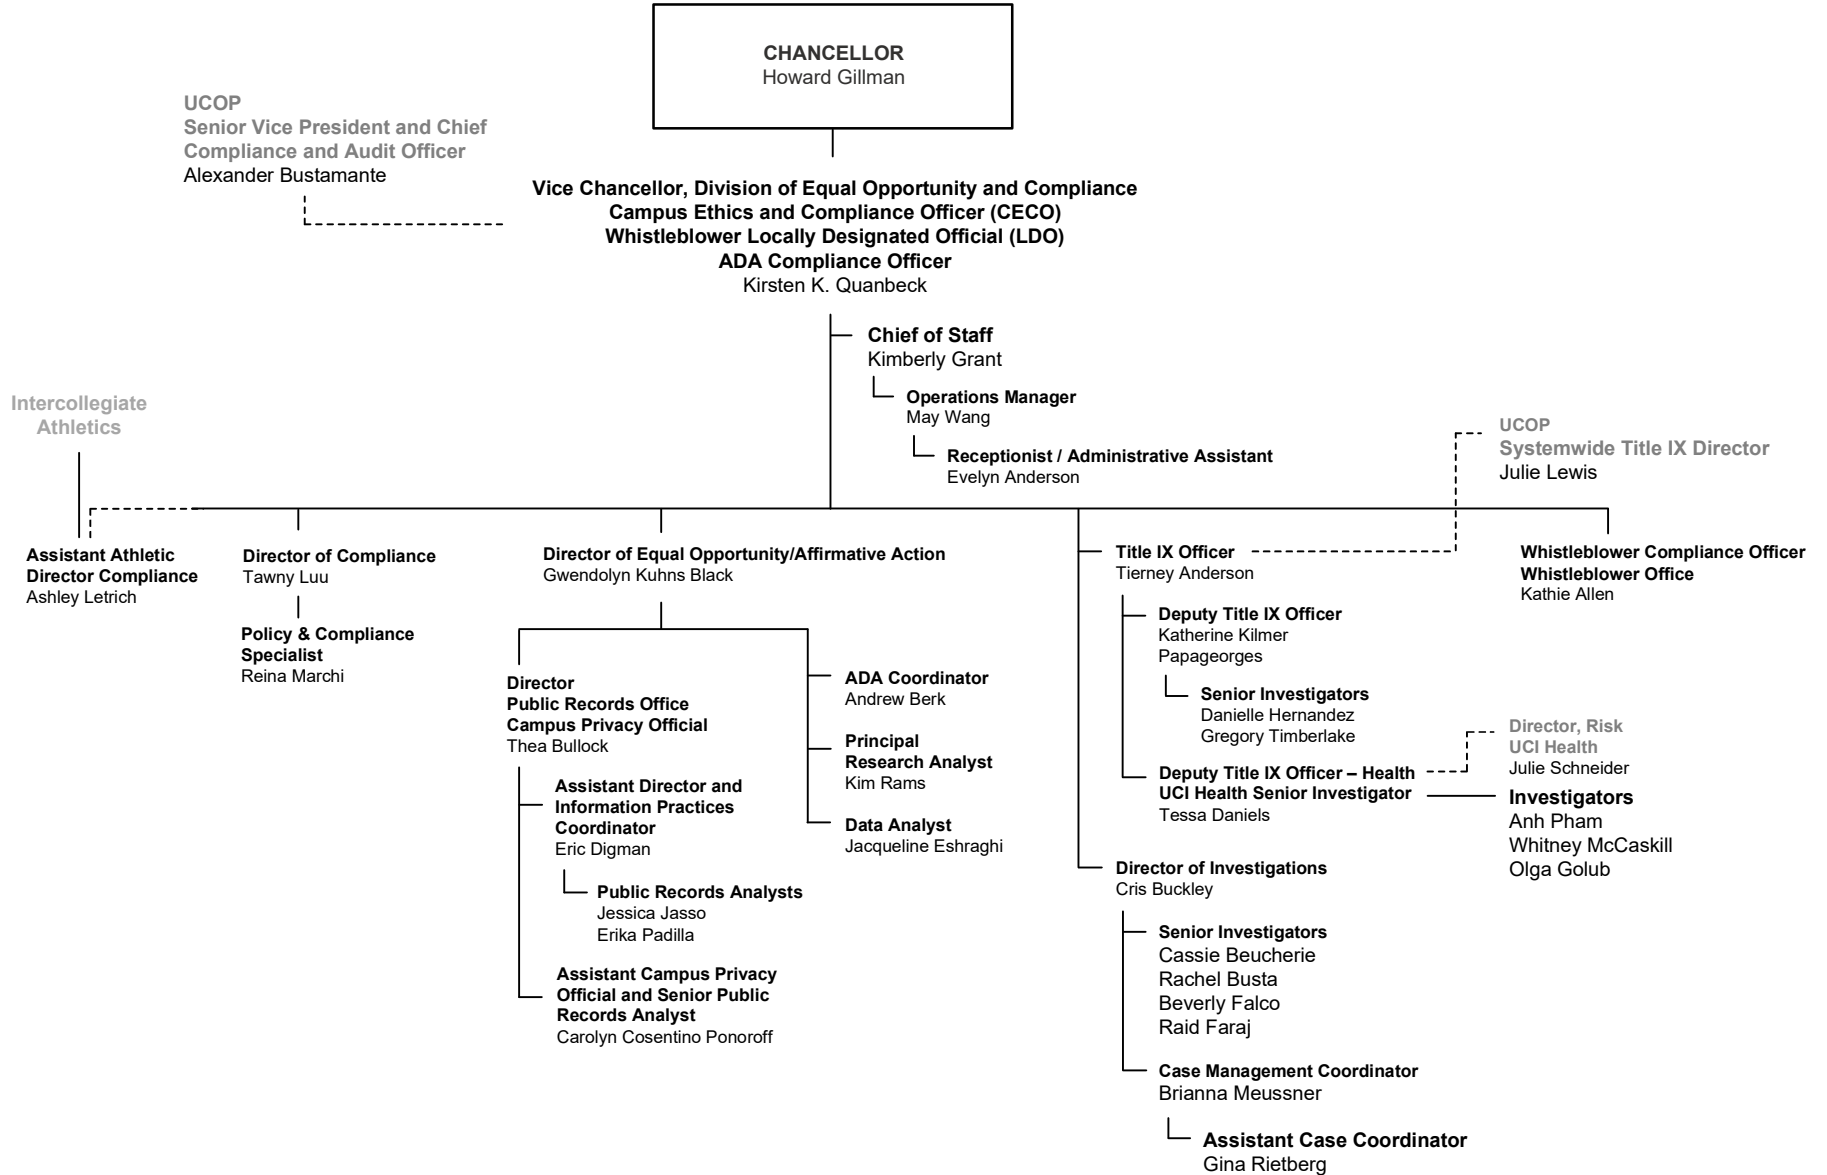 CHANCELLOR
Howard Gillman
UCOP
Senior Vice President and Chief
Compliance and Audit Officer
Alexander Bustamante
Vice Chancellor, Division of Equal Opportunity and Compliance
Campus Ethics and Compliance Officer (CECO)
Whistleblower Locally Designated Official (LDO)
ADA Compliance Officer
Kirsten K. Quanbeck
Chief of Staff
Kimberly Grant
Operations Manager
May Wang
Receptionist / Administrative Assistant
Evelyn Anderson
Intercollegiate
Athletics
UCOP
Systemwide Title IX Director
Julie Lewis
Assistant Athletic
Director Compliance
Ashley Letrich
Director of Compliance
Tawny Luu
Policy & Compliance
Specialist
Reina Marchi
Director of Equal Opportunity/Affirmative Action
Gwendolyn Kuhns Black
Director
Public Records Office
Campus Privacy Official
Thea Bullock
Assistant Director and
Information Practices
Coordinator
Eric Digman
Public Records Analysts
Jessica Jasso
Erika Padilla
Assistant Campus Privacy
Official and Senior Public
Records Analyst
Carolyn Cosentino Ponoroff
ADA Coordinator
Andrew Berk
Principal
Research Analyst
Kim Rams
Data Analyst
Jacqueline Eshraghi
Title IX Officer
Tierney Anderson
Deputy Title IX Officer
Katherine Kilmer
Papageorges
Senior Investigators
Danielle Hernandez
Gregory Timberlake
Deputy Title IX Officer – Health
UCI Health Senior Investigator
Tessa Daniels
Director, Risk
UCI Health
Julie Schneider
Investigators
Anh Pham
Whitney McCaskill
Olga Golub
Director of Investigations
Cris Buckley
Senior Investigators
Cassie Beucherie
Rachel Busta
Beverly Falco
Raid Faraj
Case Management Coordinator
Brianna Meussner
Assistant Case Coordinator
Gina Rietberg
Whistleblower Compliance Officer
Whistleblower Office
Kathie Allen